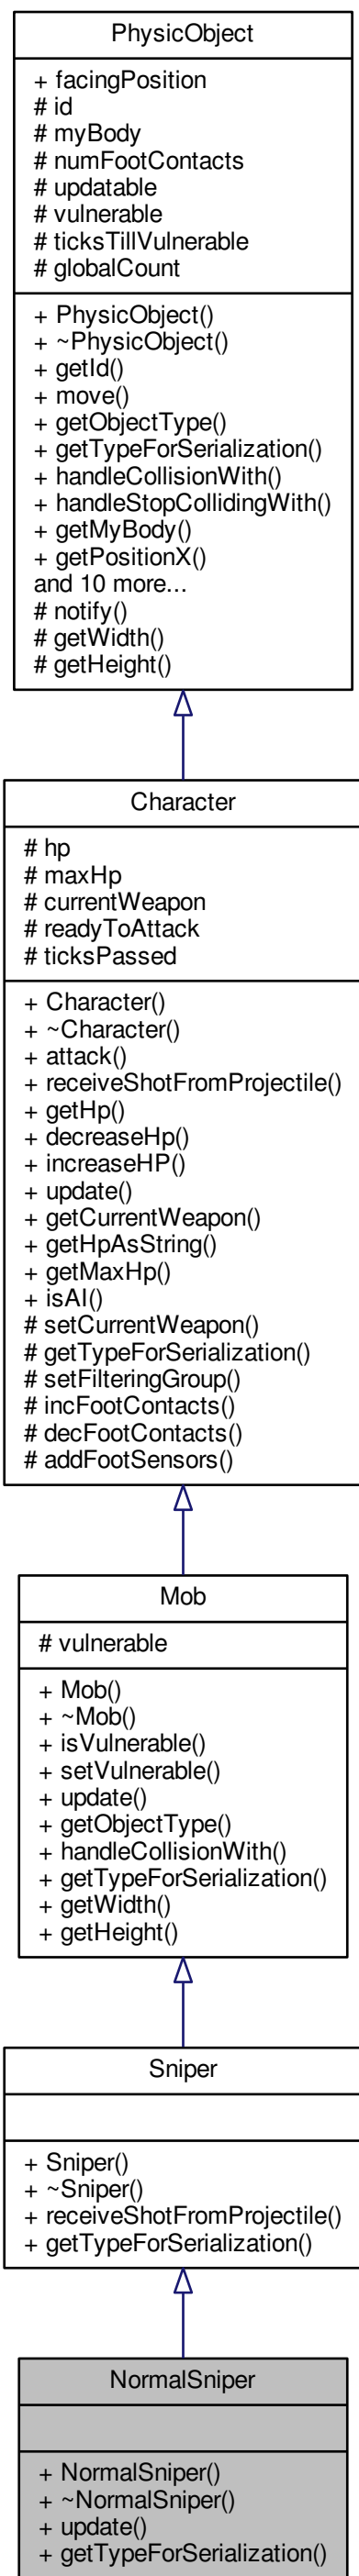 PhysicObject
+ facingPosition
# id
# myBody
# numFootContacts
# updatable
# vulnerable
# ticksTillVulnerable
# globalCount
+ PhysicObject()
+ ~PhysicObject()
+ getId()
+ move()
+ getObjectType()
+ getTypeForSerialization()
+ handleCollisionWith()
+ handleStopCollidingWith()
+ getMyBody()
+ getPositionX()
and 10 more...
# notify()
# getWidth()
# getHeight()
Character
# hp
# maxHp
# currentWeapon
# readyToAttack
# ticksPassed
+ Character()
+ ~Character()
+ attack()
+ receiveShotFromProjectile()
+ getHp()
+ decreaseHp()
+ increaseHP()
+ update()
+ getCurrentWeapon()
+ getHpAsString()
+ getMaxHp()
+ isAI()
# setCurrentWeapon()
# getTypeForSerialization()
# setFilteringGroup()
# incFootContacts()
# decFootContacts()
# addFootSensors()
Mob
# vulnerable
+ Mob()
+ ~Mob()
+ isVulnerable()
+ setVulnerable()
+ update()
+ getObjectType()
+ handleCollisionWith()
+ getTypeForSerialization()
+ getWidth()
+ getHeight()
Sniper
+ Sniper()
+ ~Sniper()
+ receiveShotFromProjectile()
+ getTypeForSerialization()
NormalSniper
+ NormalSniper()
+ ~NormalSniper()
+ update()
+ getTypeForSerialization()